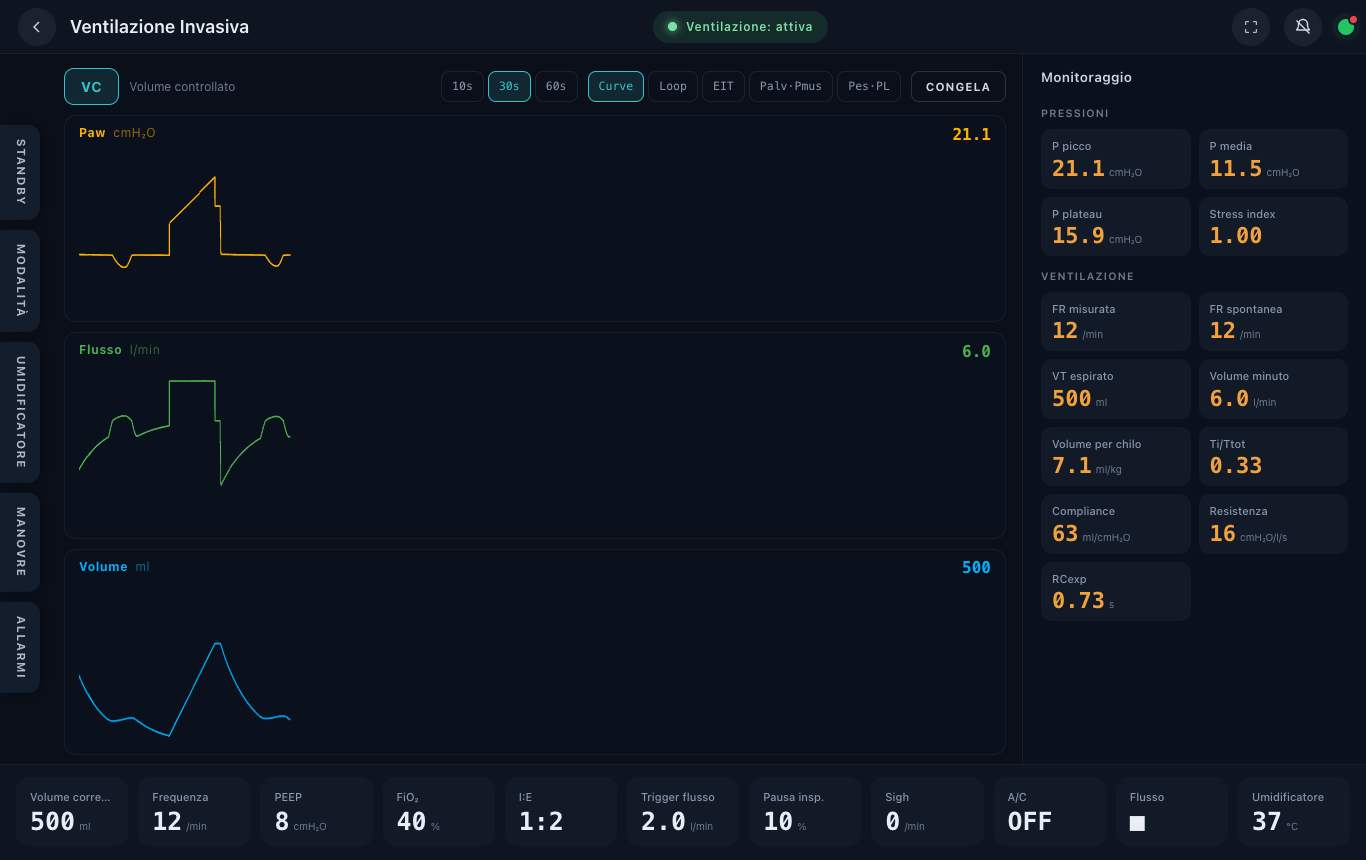 Ventilazione Invasiva
Ventilazione: attiva
VC Volume controllato
10s 30s 60s Curve Loop EIT Palv·Pmus Pes·PL CONGELA
STANDBY
MODALITÀ
UMIDIFICATORE
MANOVRE
ALLARMI
Paw cmH₂O 21.1
Flusso l/min 6.0
Volume ml 500
Monitoraggio
PRESSIONI
P picco
21.1 cmH₂O
P media
11.5 cmH₂O
P plateau
15.9 cmH₂O
Stress index
1.00
VENTILAZIONE
FR misurata
12 /min
FR spontanea
12 /min
VT espirato
500 ml
Volume minuto
6.0 l/min
Volume per chilo
7.1 ml/kg
Ti/Ttot
0.33
Compliance
63 ml/cmH₂O
Resistenza
16 cmH₂O/l/s
RCexp
0.73 s
Volume corre…
500 ml
Frequenza
12 /min
PEEP
8 cmH₂O
FiO₂
40 %
I:E
1:2
Trigger flusso
2.0 l/min
Pausa insp.
10 %
Sigh
0 /min
A/C
OFF
Flusso
■
Umidificatore
37 °C